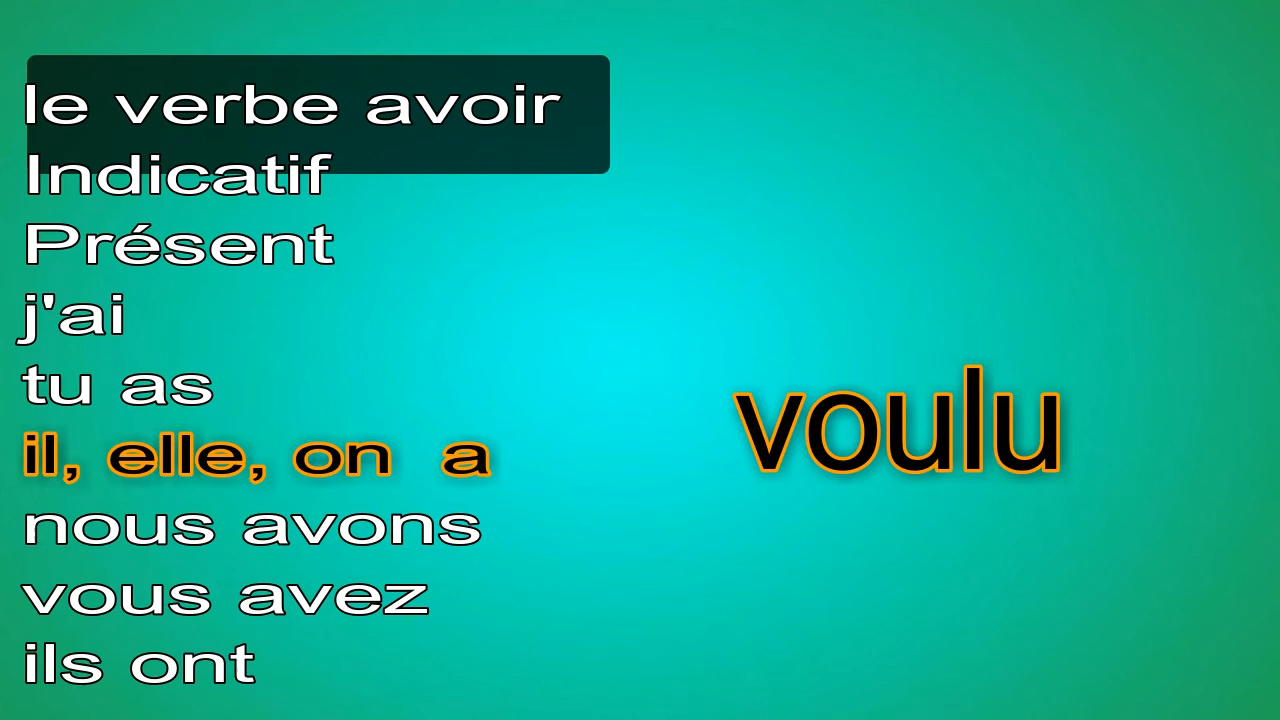 le verbe avoir
Indicatif
Présent
j'ai
tu as
il, elle, on a
voulu
nous avons
vous avez
ils ont